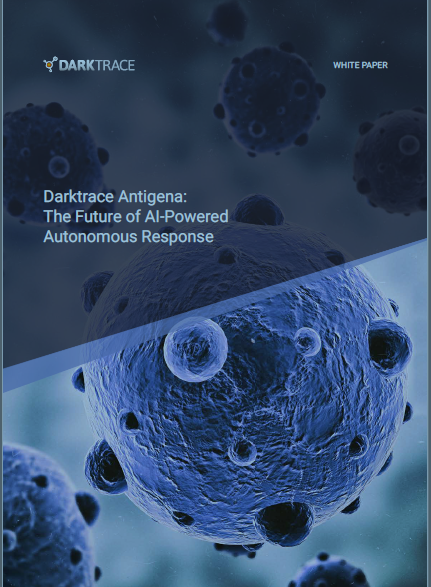 DARKTRACE
WHITE PAPER
Darktrace Antigena:
The Future of AI-Powered
Autonomous Response